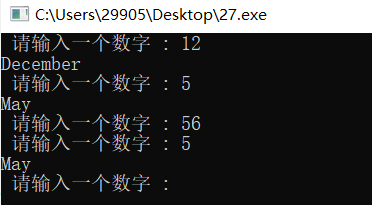 C:\Users\29905\Desktop\27.exe
请输入一个数字 : 12
December
请输入一个数字 : 5
May
请输入一个数字 : 56
请输入一个数字 : 5
May
请输入一个数字 :